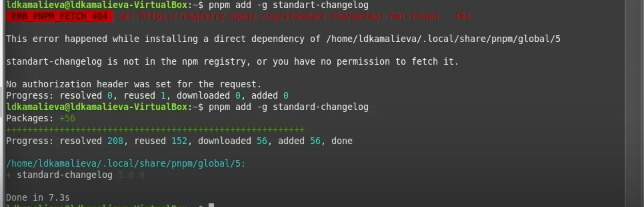 ldkamalieva@ldkamalieva-VirtualBox:~$ pnpm add -g standart-changelog
ERR_PNPM_FETCH_404 GET https://registry.npmjs.org/standart-changelog: Not Found - 404
This error happened while installing a direct dependency of /home/ldkamalieva/.local/share/pnpm/global/5
standart-changelog is not in the npm registry, or you have no permission to fetch it.
No authorization header was set for the request.
Progress: resolved 0, reused 1, downloaded 0, added 0
ldkamalieva@ldkamalieva-VirtualBox:~$ pnpm add -g standard-changelog
Packages: +56
++++++++++++++++++++++++++++++++++++++++++++++++++++++++
Progress: resolved 208, reused 152, downloaded 56, added 56, done
/home/ldkamalieva/.local/share/pnpm/global/5:
+ standard-changelog
Done in 7.3s
ldkamalieva@ldkamalieva-VirtualBox:~$